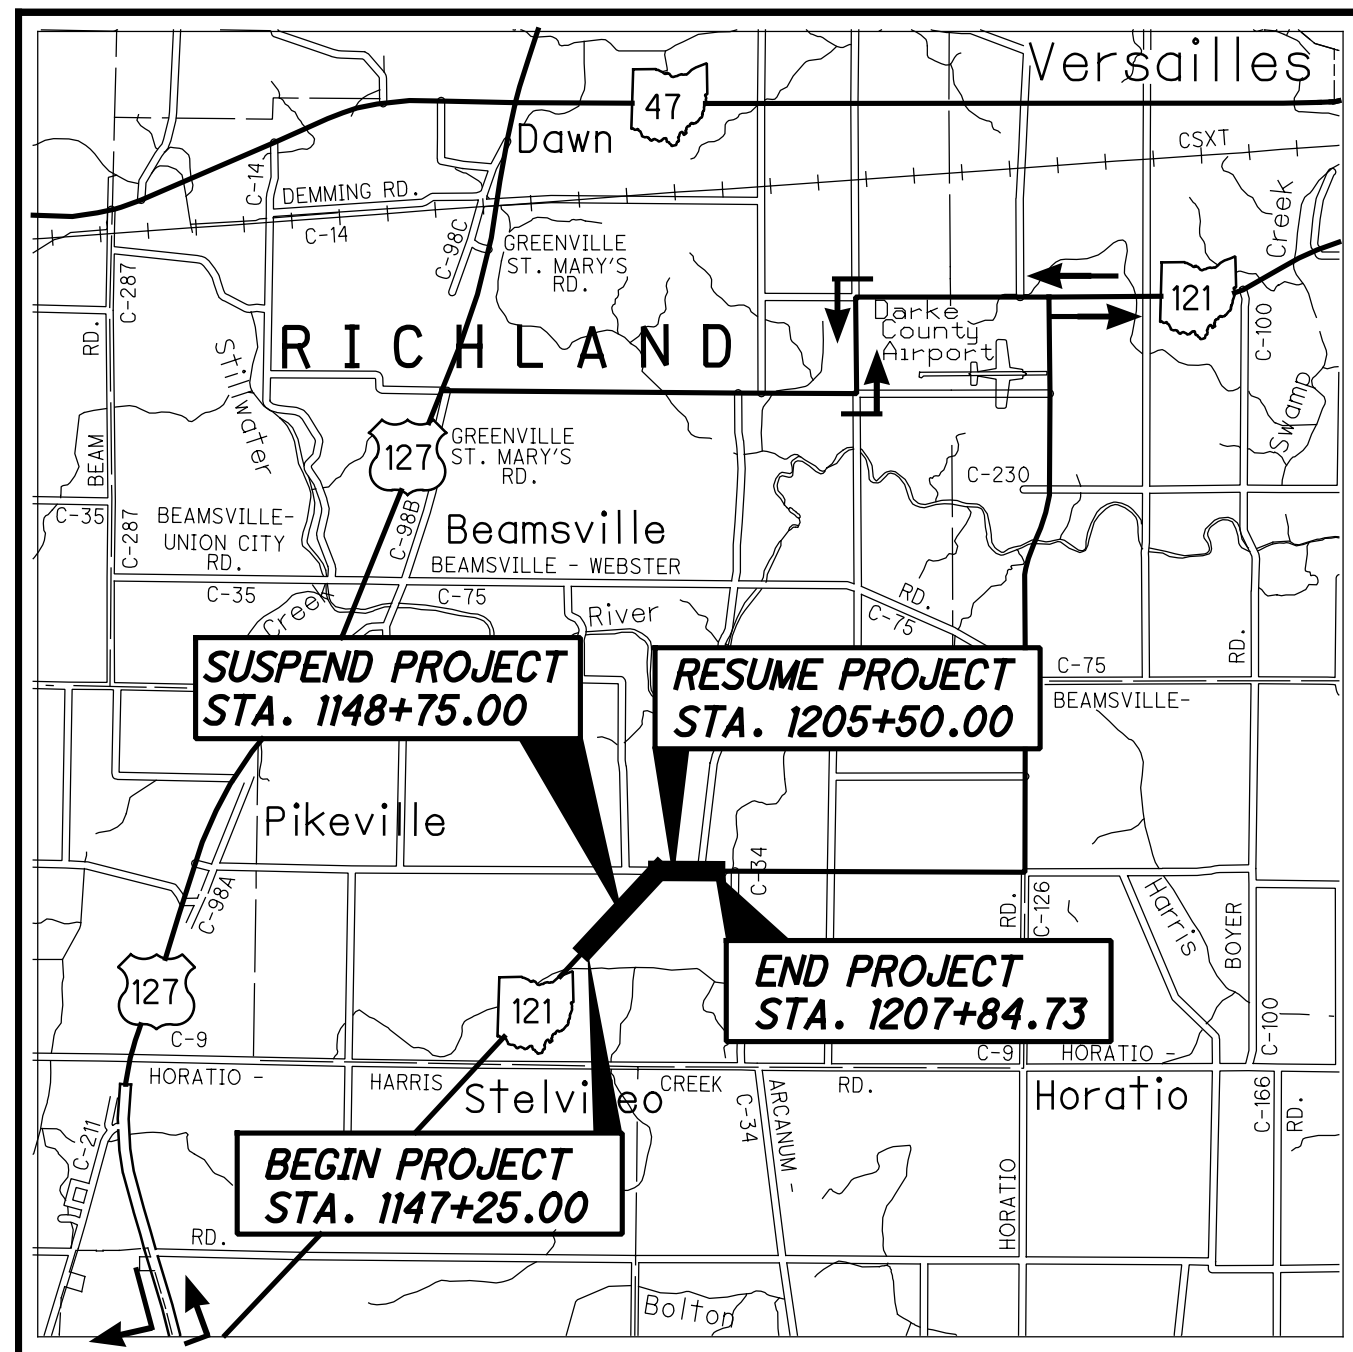 Versailles
47
Dawn
CSXT
C-14
DEMMING RD.
C-14
C-98C
GREENVILLE
ST. MARY'S
RD.
Creek
121
C-287
RD.
Darke
County
Airport
C-100
RICHLAND
Stillwater
Swamp
BEAM
127
GREENVILLE
ST. MARY'S
RD.
C-230
C-35
C-287
BEAMSVILLE-
UNION CITY
RD.
C-98B
Beamsville
BEAMSVILLE - WEBSTER
C-35
C-75
RD.
C-75
Creek
River
RD.
SUSPEND PROJECT
STA. 1148+75.00
RESUME PROJECT
STA. 1205+50.00
C-75
BEAMSVILLE-
Pikeville
C-34
C-98A
RD.
C-126
Harris
BOYER
127
121
END PROJECT
STA. 1207+84.73
C-100
C-9
C-9
HORATIO -
HORATIO -
HARRIS
CREEK
RD.
Stelvideo
Horatio
C-34
ARCANUM -
C-166
RD.
C-211
BEGIN PROJECT
STA. 1147+25.00
HORATIO
RD.
Bolton